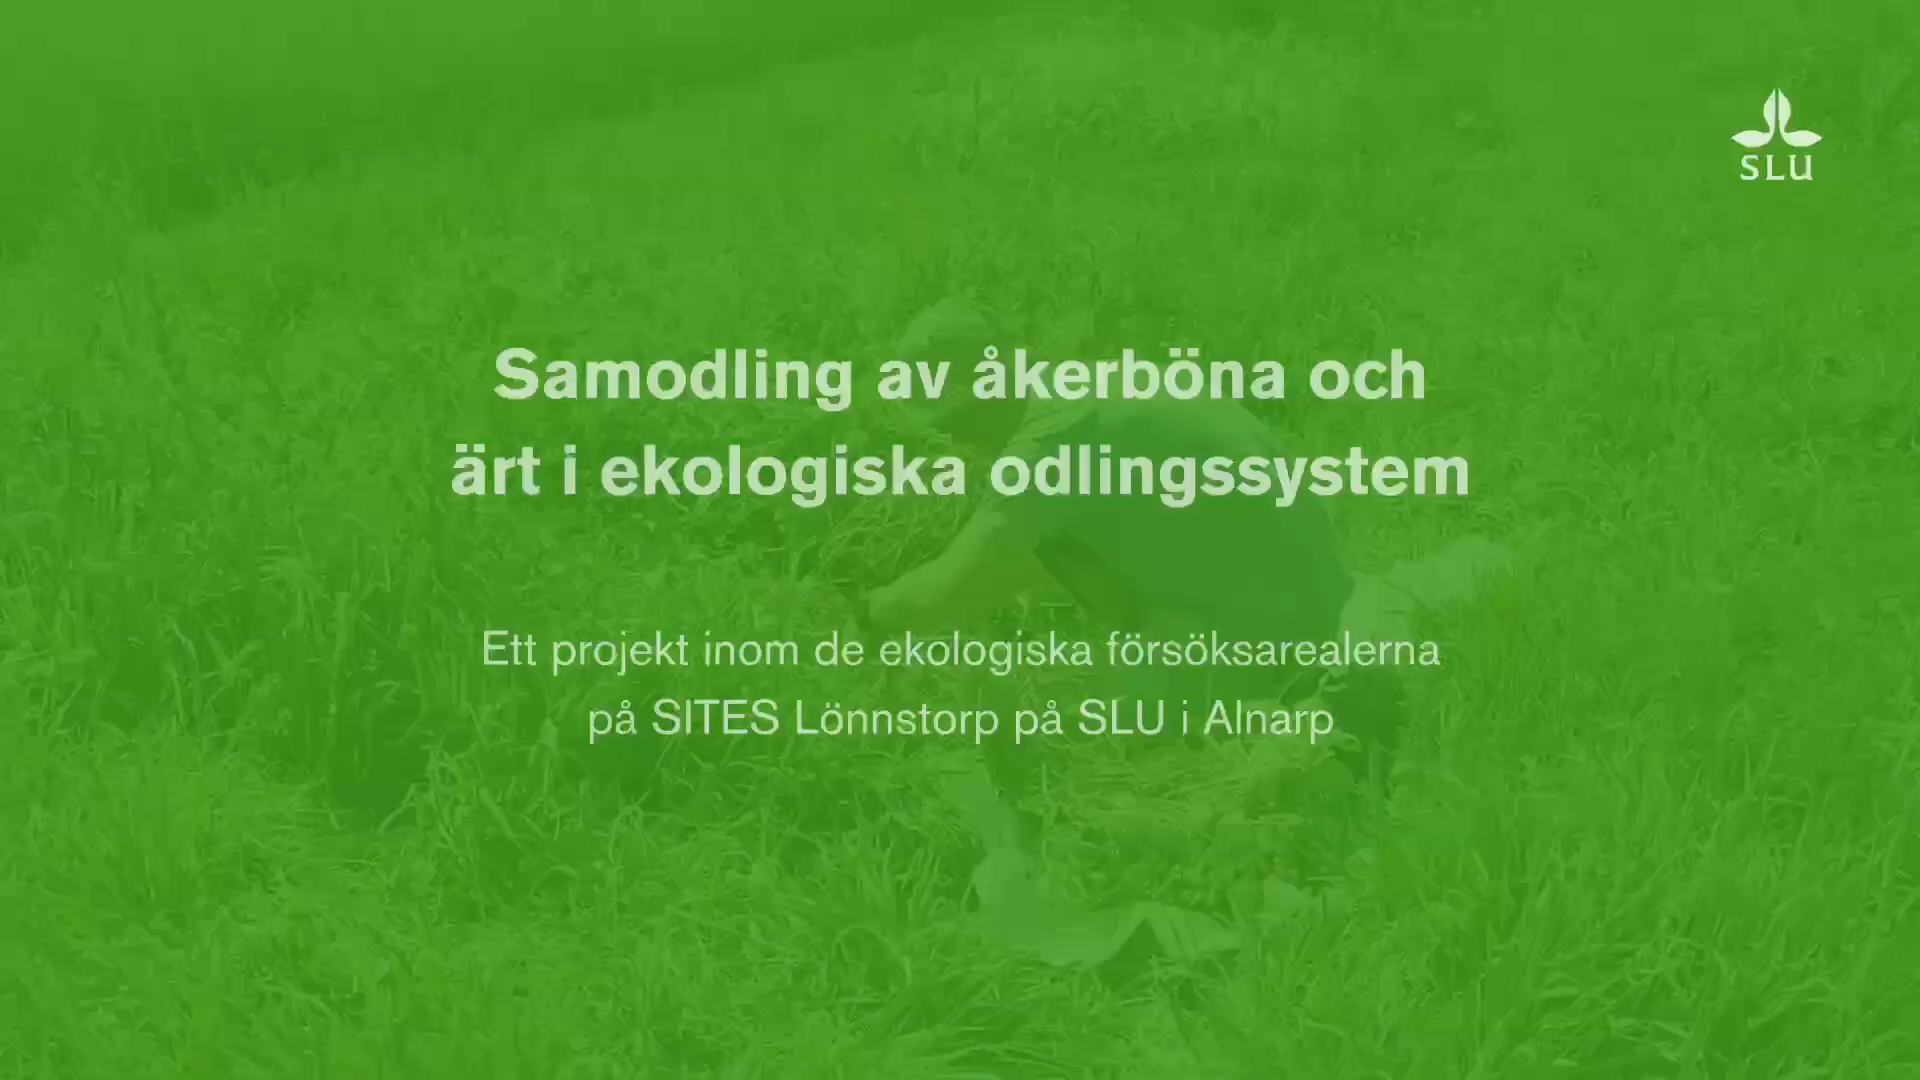 SLU
Samodling av åkerböna och
ärt i ekologiska odlingssystem
Ett projekt inom de ekologiska försöksarealerna
på SITES Lönnstorp på SLU i Alnarp